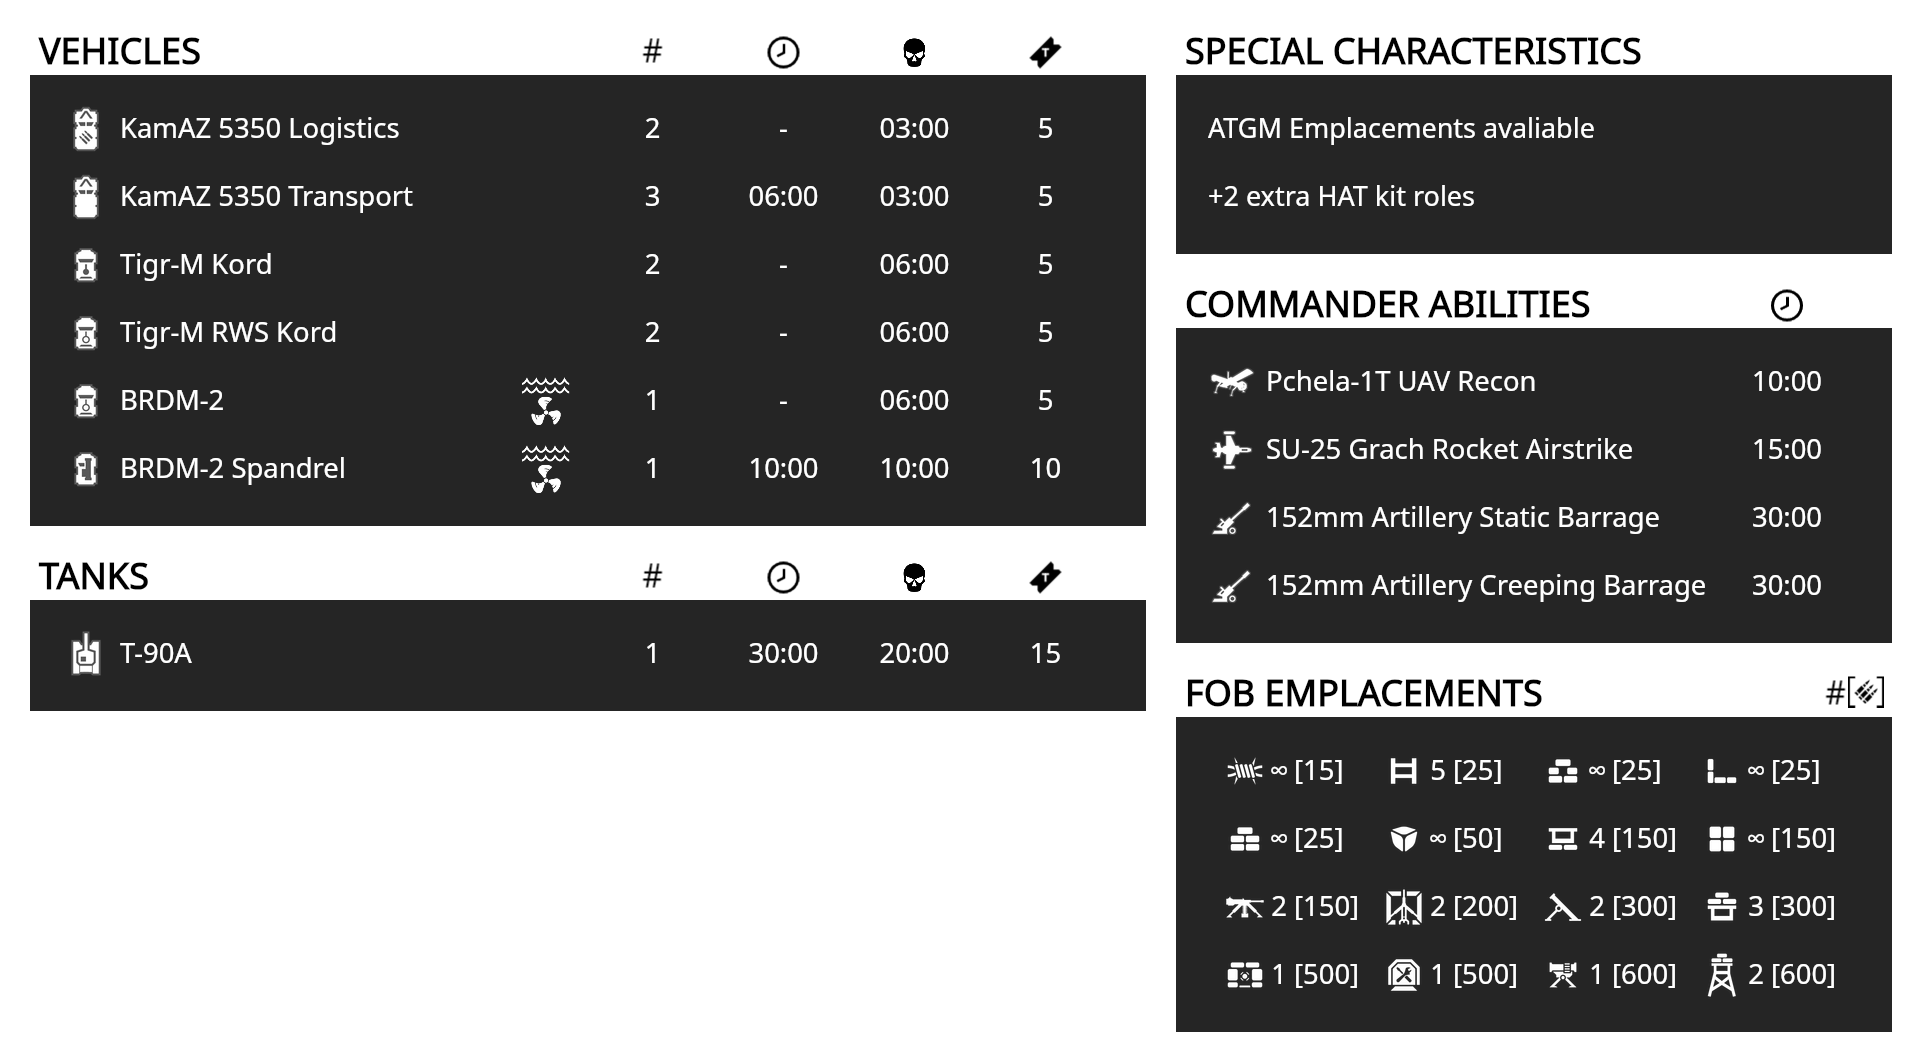 VEHICLES #
KamAZ 5350 Logistics 2 - 03:00 5
KamAZ 5350 Transport 3 06:00 03:00 5
Tigr-M Kord 2 - 06:00 5
Tigr-M RWS Kord 2 - 06:00 5
BRDM-2 1 - 06:00 5
BRDM-2 Spandrel 1 10:00 10:00 10
TANKS #
T-90A 1 30:00 20:00 15
SPECIAL CHARACTERISTICS
ATGM Emplacements avaliable
+2 extra HAT kit roles
COMMANDER ABILITIES
Pchela-1T UAV Recon 10:00
SU-25 Grach Rocket Airstrike 15:00
152mm Artillery Static Barrage 30:00
152mm Artillery Creeping Barrage 30:00
FOB EMPLACEMENTS #[]
∞ [15] 5 [25] ∞ [25] ∞ [25]
∞ [25] ∞ [50] 4 [150] ∞ [150]
2 [150] 2 [200] 2 [300] 3 [300]
1 [500] 1 [500] 1 [600] 2 [600]